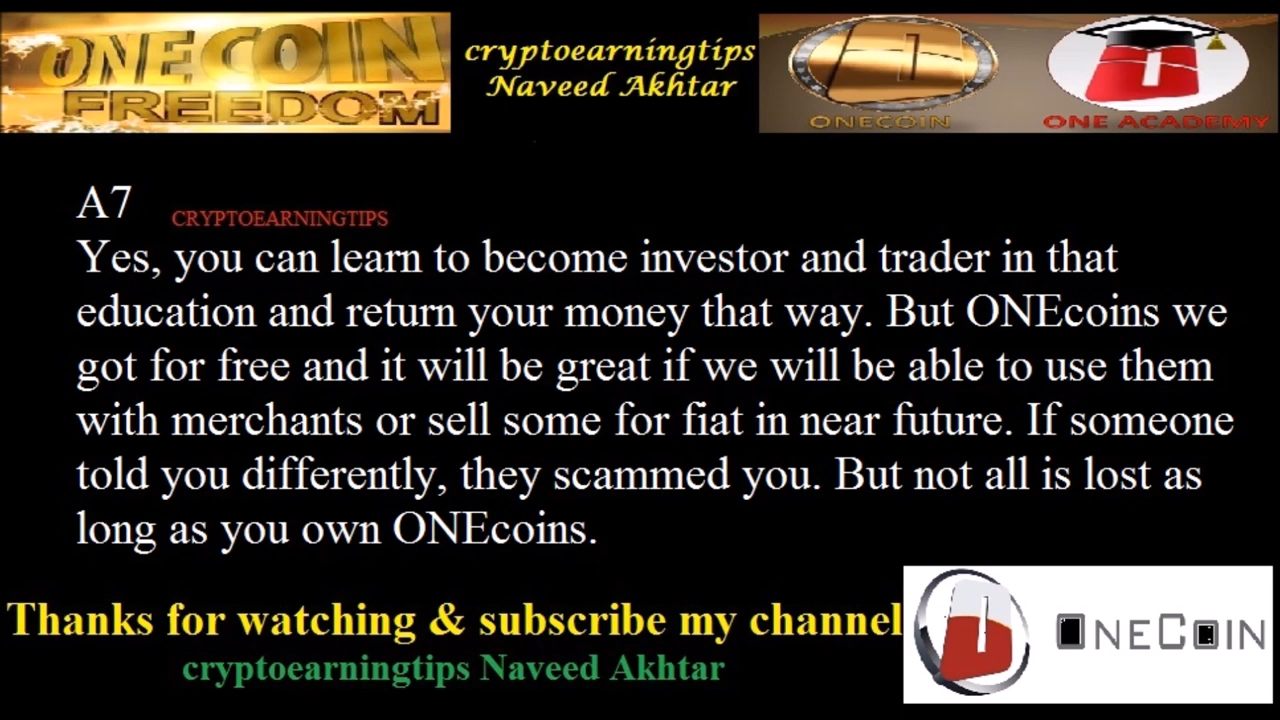 ONE COIN
FREEDOM
cryptoearningtips
Naveed Akhtar
ONECOIN
ONE ACADEMY
A7
CRYPTOEARNINGTIPS
Yes, you can learn to become investor and trader in that
education and return your money that way. But ONEcoins we
got for free and it will be great if we will be able to use them
with merchants or sell some for fiat in near future. If someone
told you differently, they scammed you. But not all is lost as
long as you own ONEcoins.
Thanks for watching & subscribe my channel
cryptoearningtips Naveed Akhtar
ONECOIN